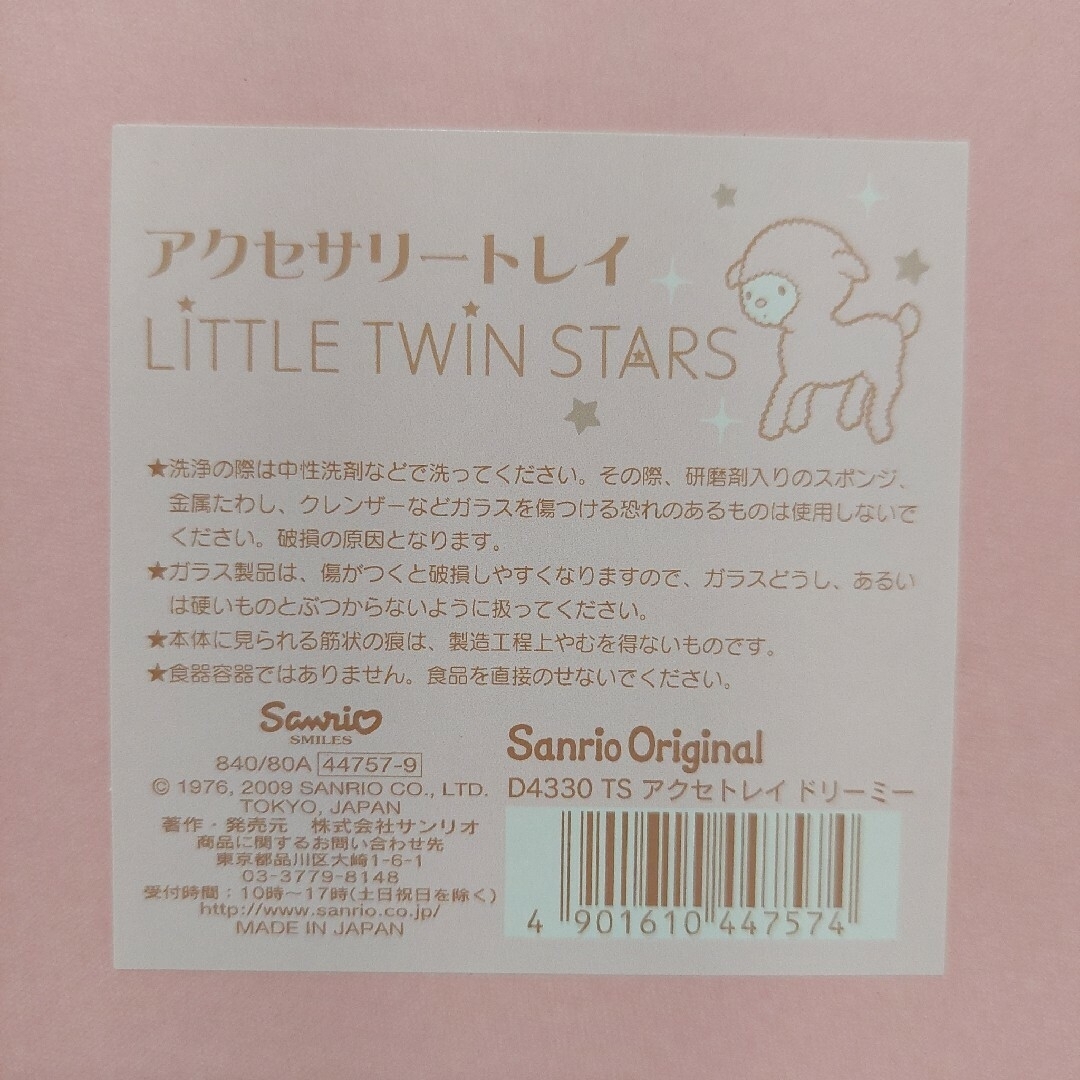 アクセサリートレイ
LiTTLE TWiN STARS
★洗浄の際は中性洗剤などで洗ってください。その際、研磨剤入りのスポンジ、
金属たわし、クレンザーなどガラスを傷つける恐れのあるものは使用しないで
ください。破損の原因となります。
★ガラス製品は、傷がつくと破損しやすくなりますので、ガラスどうし、あるい
は硬いものとぶつからないように扱ってください。
★本体に見られる筋状の痕は、製造工程上やむを得ないものです。
★食器容器ではありません。食品を直接のせないでください。
Sanrio
SMILES
840/80A 44757-9
© 1976, 2009 SANRIO CO., LTD.
TOKYO, JAPAN
著作・発売元 株式会社サンリオ
商品に関するお問い合わせ先
東京都品川区大崎1-6-1
03-3779-8148
受付時間：10時～17時(土日祝日を除く)
http://www.sanrio.co.jp/
MADE IN JAPAN
Sanrio Original
D4330 TS アクセトレイ ドリーミー
4 901610 447574